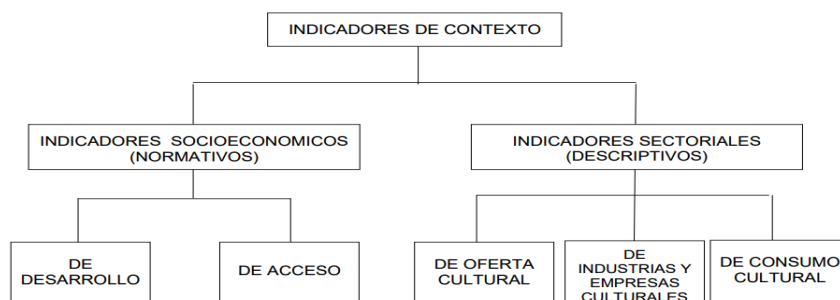 INDICADORES DE CONTEXTO
INDICADORES SOCIOECONOMICOS
(NORMATIVOS)
INDICADORES SECTORIALES
(DESCRIPTIVOS)
DE
DESARROLLO
DE ACCESO
DE OFERTA
CULTURAL
DE
INDUSTRIAS Y
EMPRESAS
CULTURALES
DE CONSUMO
CULTURAL